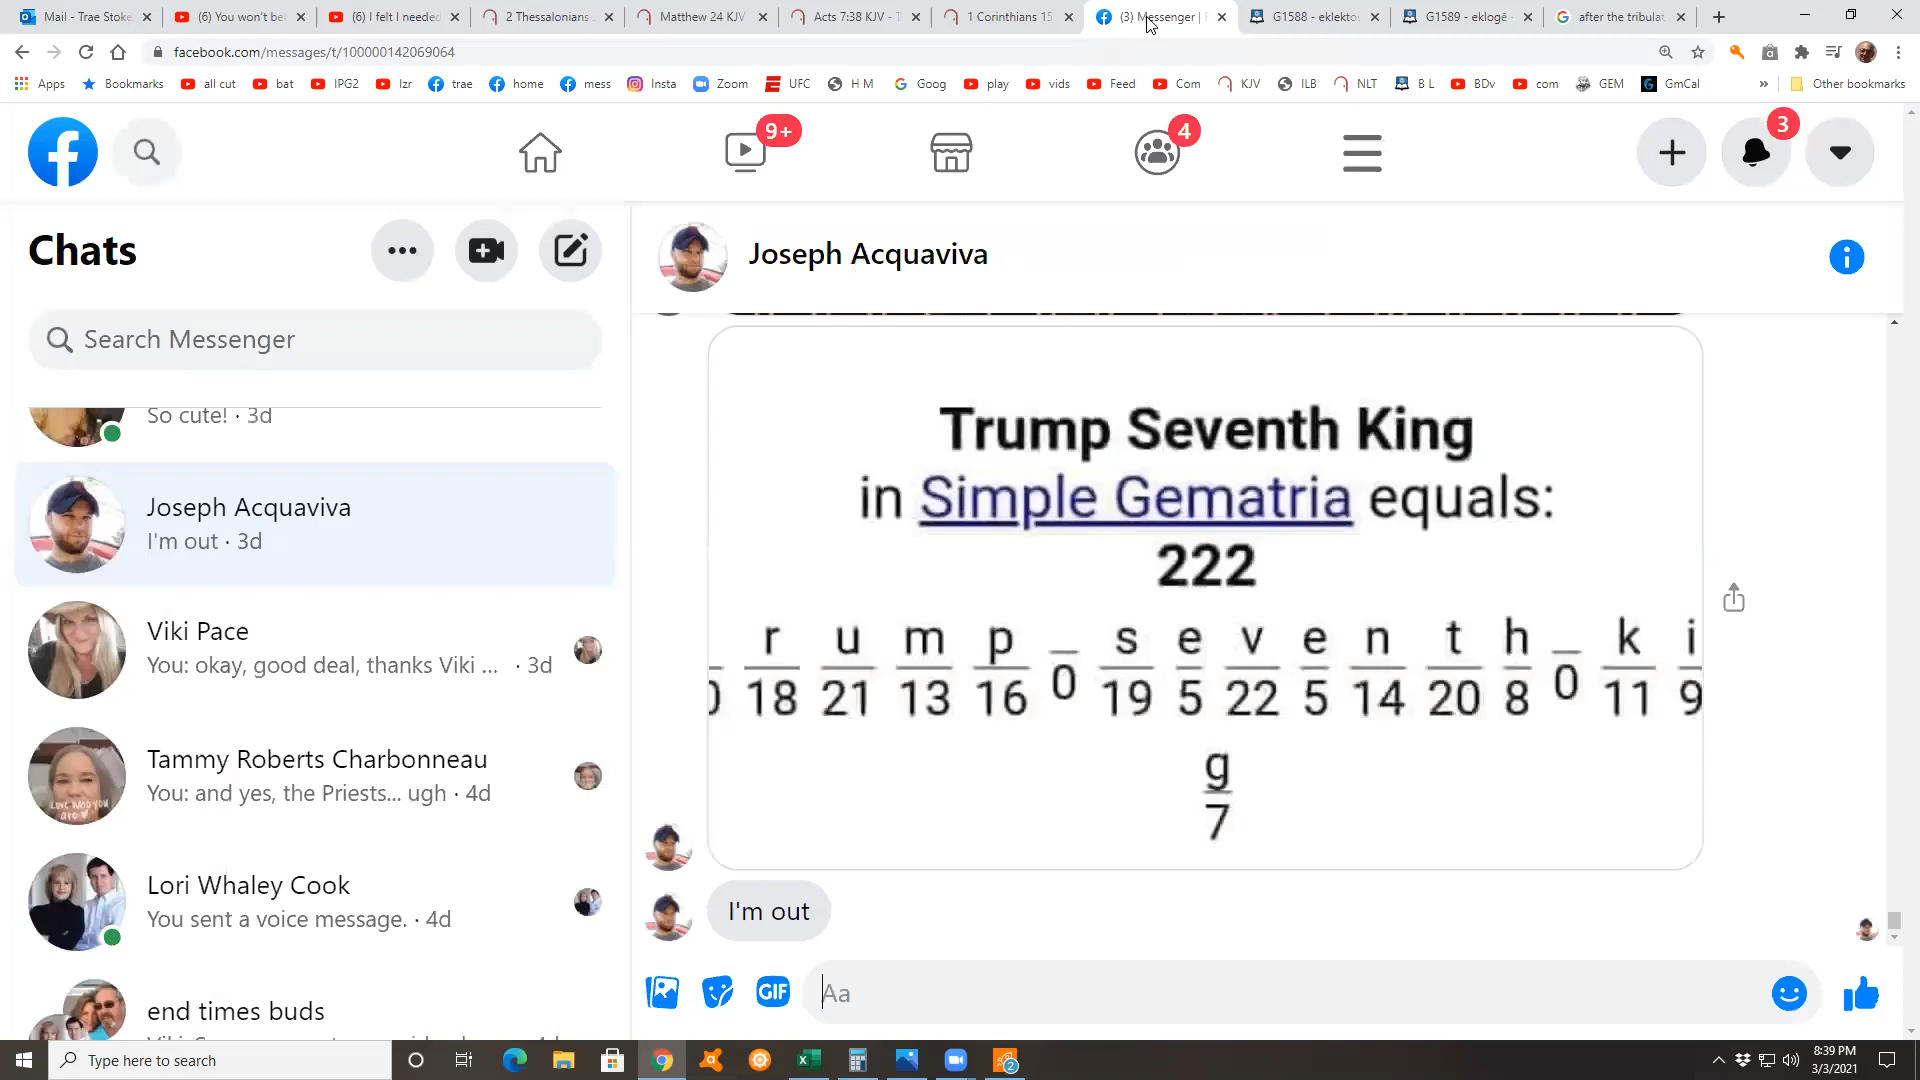 Mail - Trae Stoke
(6) You won't be
(6) I felt I needed
2 Thessalonians
Matthew 24 KJV
Acts 7:38 KJV - T
1 Corinthians 15
(3) Messenger | F
G1588 - eklekto
G1589 - eklogē
after the tribulat
facebook.com/messages/t/100000142069064
Apps
Bookmarks
all cut
bat
IPG2
lzr
trae
home
mess
Insta
Zoom
UFC
H M
Goog
play
vids
Feed
Com
KJV
ILB
NLT
B L
BDv
com
GEM
GmCal
»
Other bookmarks
9+
4
3
Chats
Search Messenger
So cute! · 3d
Joseph Acquaviva
I'm out · 3d
Viki Pace
You: okay, good deal, thanks Viki ... · 3d
Tammy Roberts Charbonneau
You: and yes, the Priests... ugh · 4d
Lori Whaley Cook
You sent a voice message. · 4d
end times buds
Joseph Acquaviva
Trump Seventh King
in Simple Gematria equals:
222
r u m p _ s e v e n t h _ k i
0 18 21 13 16 0 19 5 22 5 14 20 8 0 11 9
g
7
I'm out
GIF
Aa
Type here to search
2
8:39 PM
3/3/2021